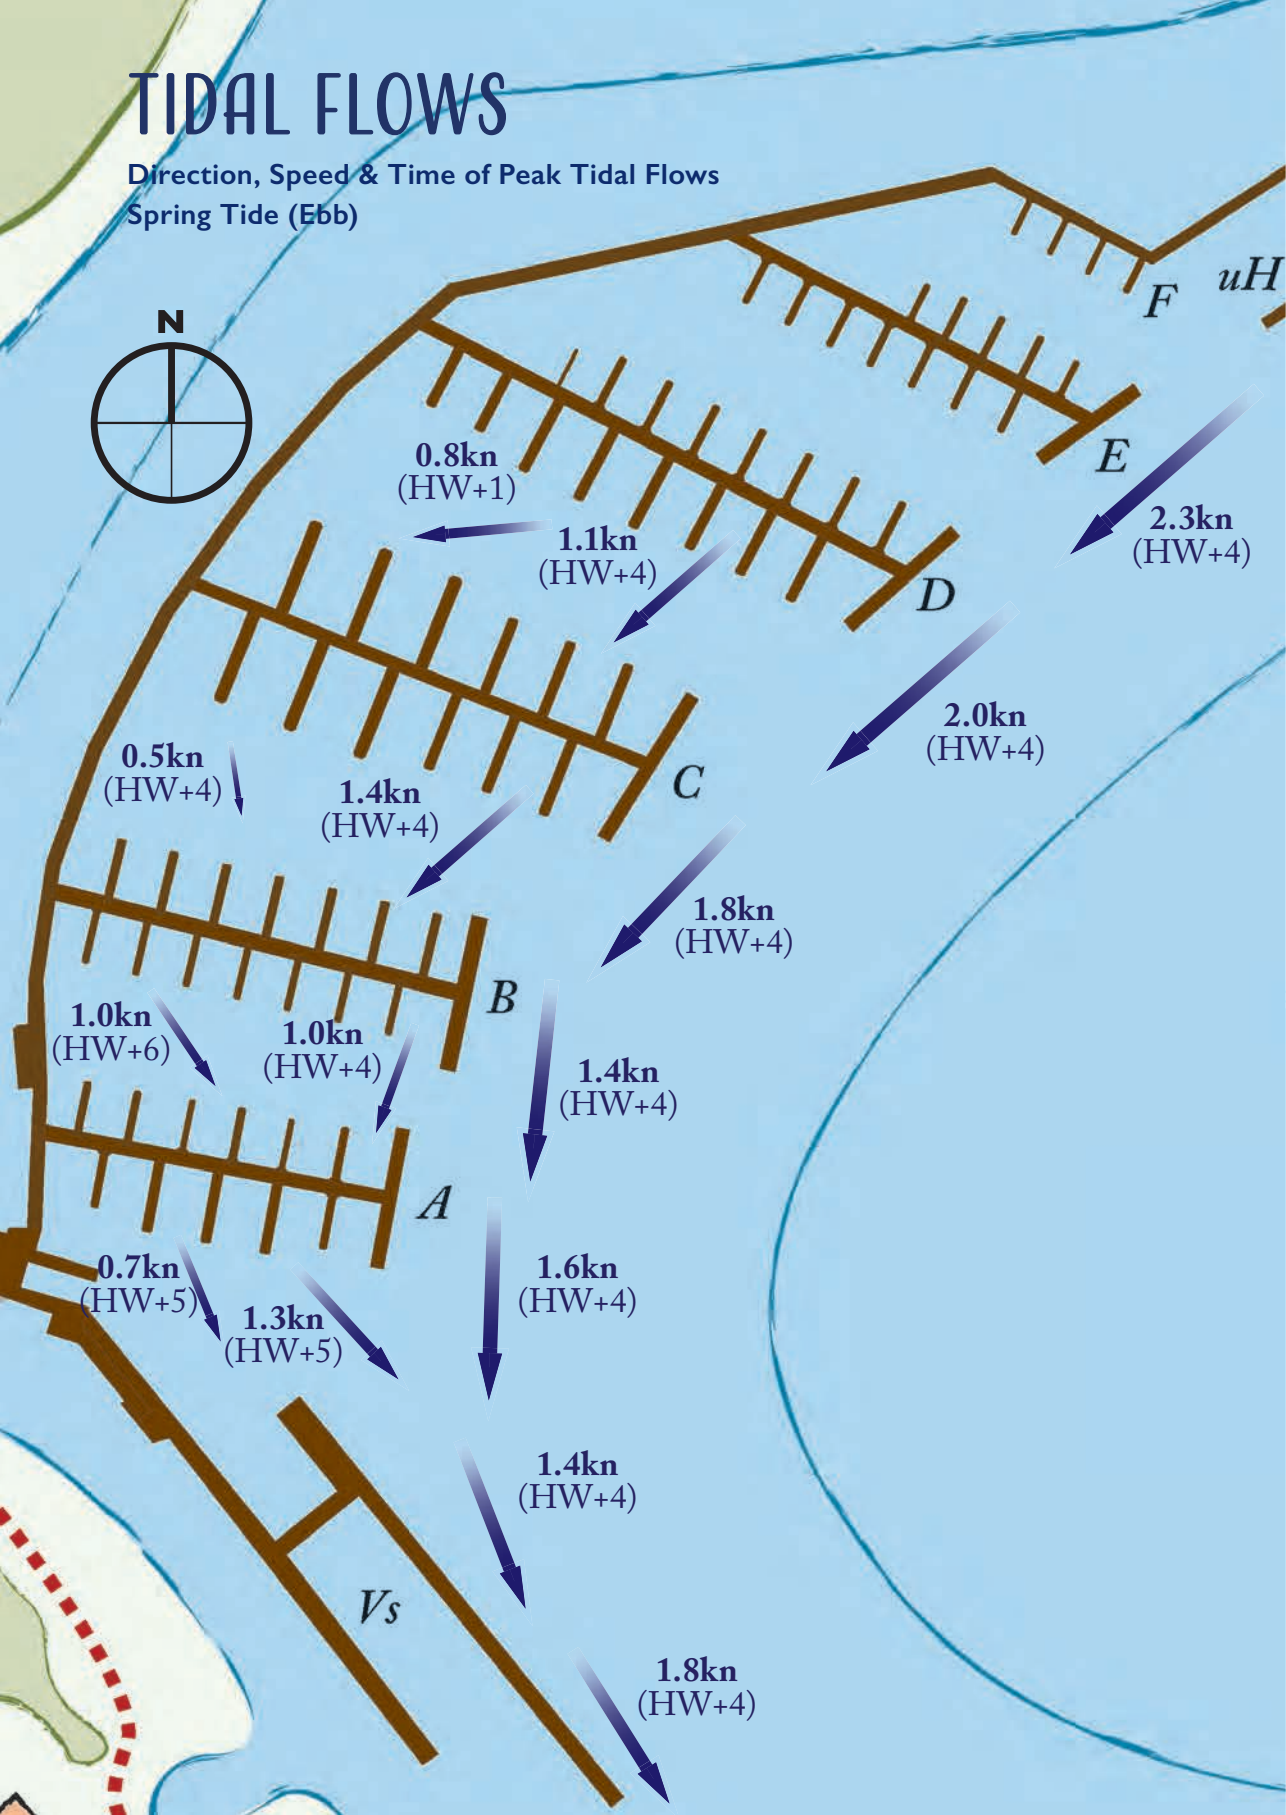 TIDAL FLOWS
Direction, Speed & Time of Peak Tidal Flows
Spring Tide (Ebb)
N
F
uH
E
0.8kn
(HW+1)
1.1kn
(HW+4)
2.3kn
(HW+4)
D
2.0kn
(HW+4)
0.5kn
(HW+4)
1.4kn
(HW+4)
C
1.8kn
(HW+4)
B
1.0kn
(HW+6)
1.0kn
(HW+4)
1.4kn
(HW+4)
A
0.7kn
(HW+5)
1.3kn
(HW+5)
1.6kn
(HW+4)
1.4kn
(HW+4)
Vs
1.8kn
(HW+4)